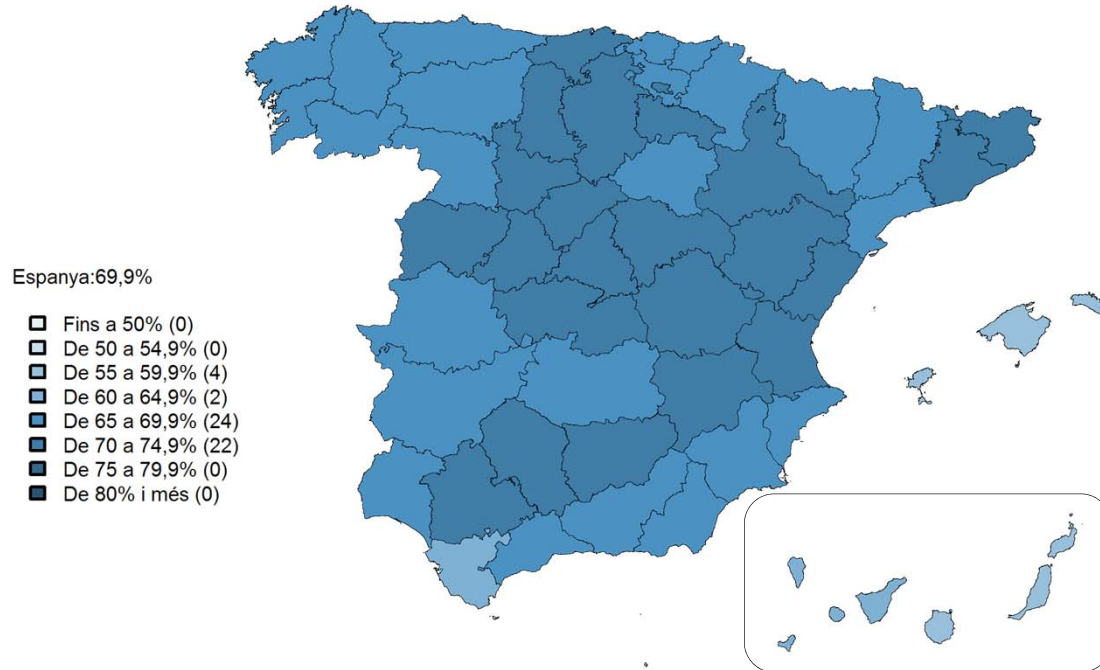 Espanya:69,9%
Fins a 50% (0)
De 50 a 54,9% (0)
De 55 a 59,9% (4)
De 60 a 64,9% (2)
De 65 a 69,9% (24)
De 70 a 74,9% (22)
De 75 a 79,9% (0)
De 80% i més (0)